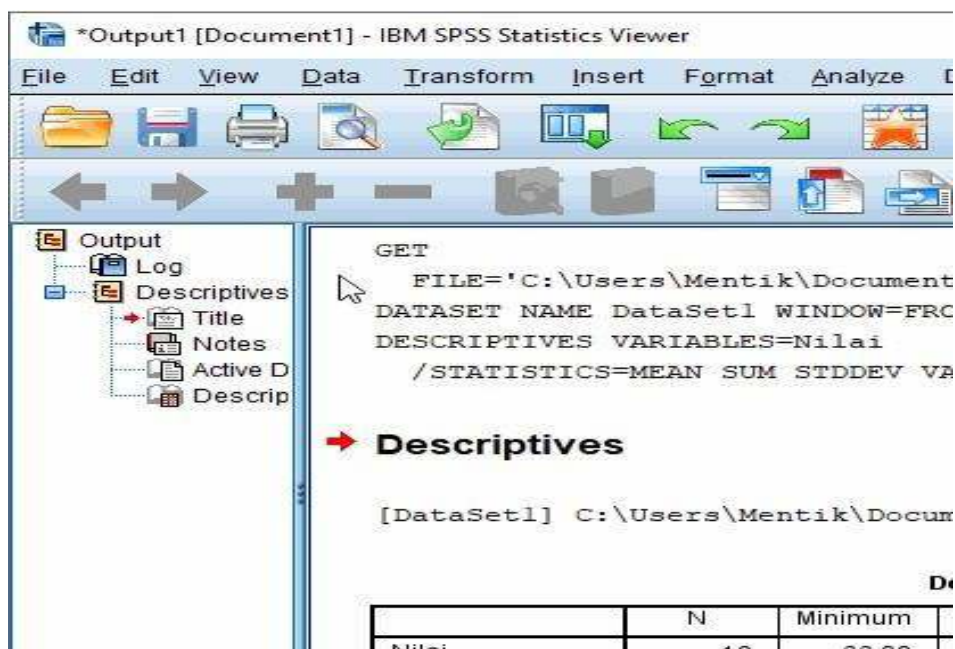 *Output1 [Document1] - IBM SPSS Statistics Viewer
File Edit View Data Transform Insert Format Analyze
Output
Log
Descriptives
Title
Notes
Active D
Descrip
GET
FILE='C:\Users\Mentik\Document
DATASET NAME DataSet1 WINDOW=FRO
DESCRIPTIVES VARIABLES=Nilai
/STATISTICS=MEAN SUM STDDEV VA
Descriptives
[DataSet1] C:\Users\Mentik\Docum
De
N Minimum
Nilai